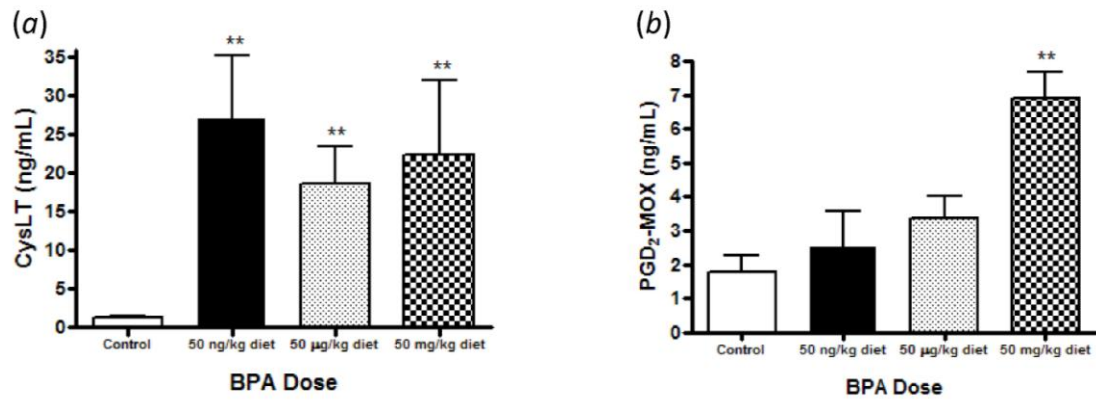 (a)
CysLT (ng/mL)
35
30
25
20
15
10
5
0
**
**
**
Control 50 ng/kg diet 50 µg/kg diet 50 mg/kg diet
BPA Dose
(b)
PGD₂-MOX (ng/mL)
8
7
6
5
4
3
2
1
0
**
Control 50 ng/kg diet 50 µg/kg diet 50 mg/kg diet
BPA Dose